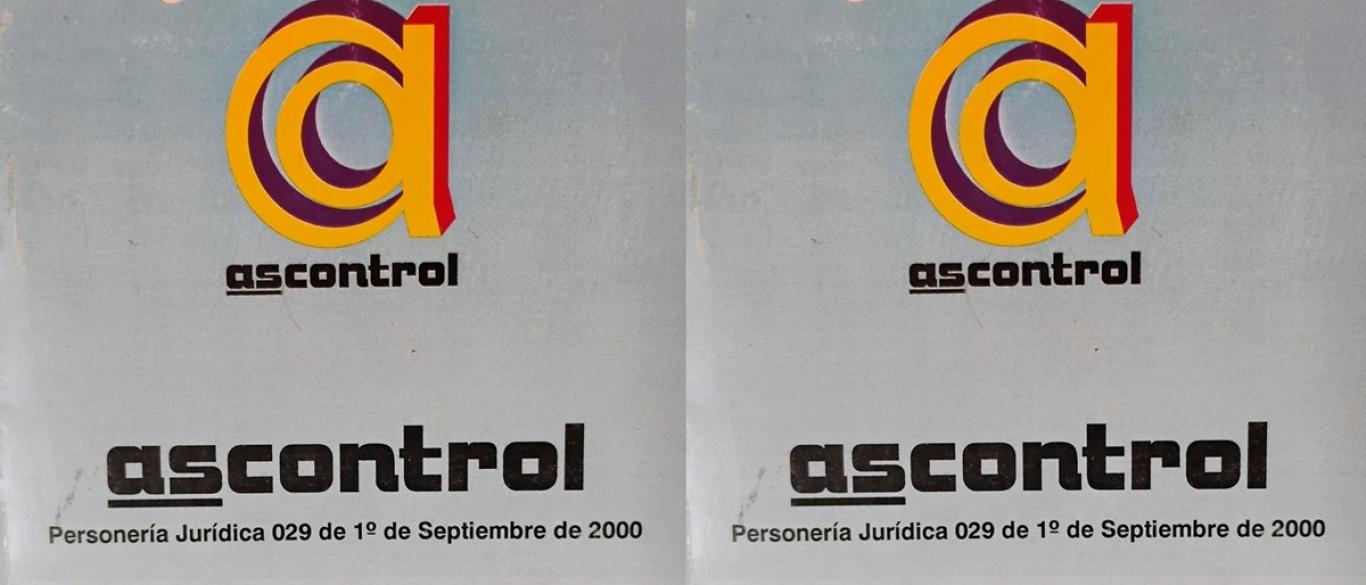 a a
ascontrol ascontrol
ascontrol ascontrol
Personería Jurídica 029 de 1º de Septiembre de 2000 Personería Jurídica 029 de 1º de Septiembre de 2000